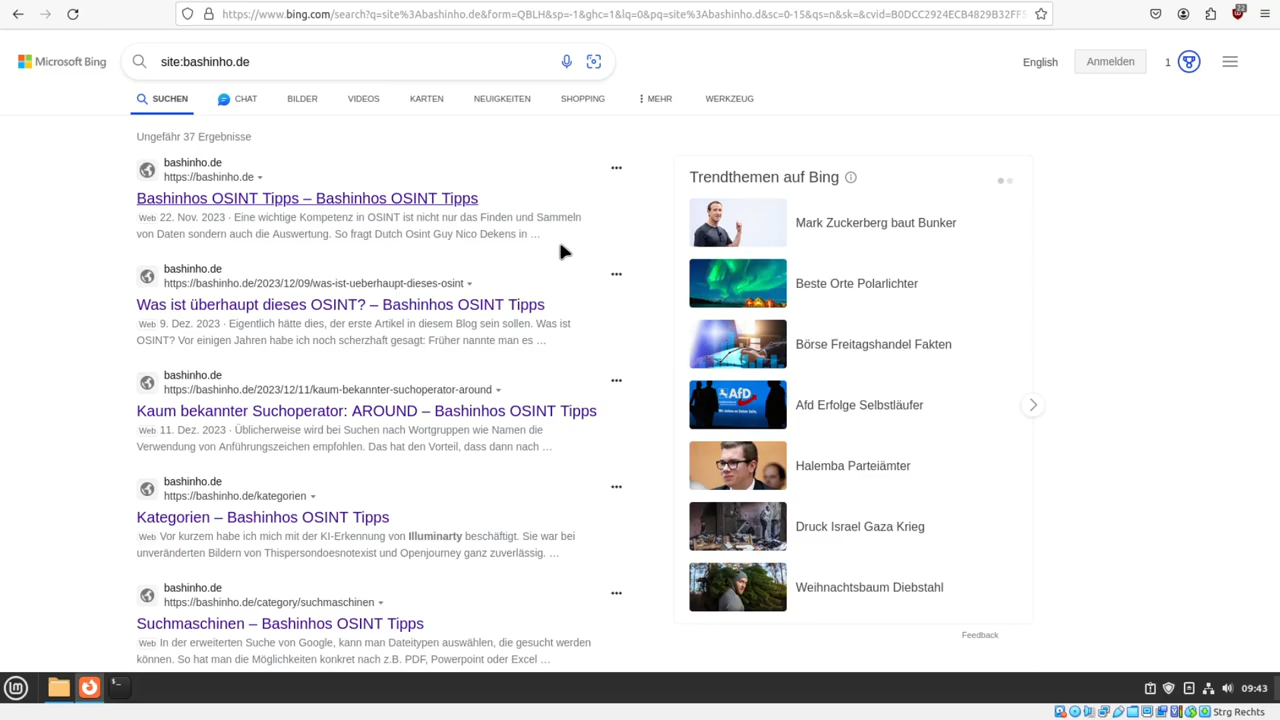 https://www.bing.com/search?q=site%3Abashinho.de&form=QBLH&sp=-1&ghc=1&lq=0&pq=site%3Abashinho.d&sc=0-15&qs=n&sk=&cvid=B0DCC2924ECB4829B32FF
22
Microsoft Bing
site:bashinho.de
English
Anmelden
1
SUCHEN
CHAT
BILDER
VIDEOS
KARTEN
NEUIGKEITEN
SHOPPING
MEHR
WERKZEUG
Ungefähr 37 Ergebnisse
bashinho.de
https://bashinho.de
Bashinhos OSINT Tipps – Bashinhos OSINT Tipps
Web 22. Nov. 2023 · Eine wichtige Kompetenz in OSINT ist nicht nur das Finden und Sammeln
von Daten sondern auch die Auswertung. So fragt Dutch Osint Guy Nico Dekens in ...
bashinho.de
https://bashinho.de/2023/12/09/was-ist-ueberhaupt-dieses-osint
Was ist überhaupt dieses OSINT? – Bashinhos OSINT Tipps
Web 9. Dez. 2023 · Eigentlich hätte dies, der erste Artikel in diesem Blog sein sollen. Was ist
OSINT? Vor einigen Jahren habe ich noch scherzhaft gesagt: Früher nannte man es ...
bashinho.de
https://bashinho.de/2023/12/11/kaum-bekannter-suchoperator-around
Kaum bekannter Suchoperator: AROUND – Bashinhos OSINT Tipps
Web 11. Dez. 2023 · Üblicherweise wird bei Suchen nach Wortgruppen wie Namen die
Verwendung von Anführungszeichen empfohlen. Das hat den Vorteil, dass dann nach ...
bashinho.de
https://bashinho.de/kategorien
Kategorien – Bashinhos OSINT Tipps
Web Vor kurzem habe ich mich mit der KI-Erkennung von Illuminarty beschäftigt. Sie war bei
unveränderten Bildern von Thispersondoesnotexist und Openjourney ganz zuverlässig. ...
bashinho.de
https://bashinho.de/category/suchmaschinen
Suchmaschinen – Bashinhos OSINT Tipps
Web In der erweiterten Suche von Google, kann man Dateitypen auswählen, die gesucht werden
können. So hat man die Möglichkeiten konkret nach z.B. PDF, Powerpoint oder Excel ...
Trendthemen auf Bing
Mark Zuckerberg baut Bunker
Beste Orte Polarlichter
Börse Freitagshandel Fakten
AfD
Afd Erfolge Selbstläufer
Halemba Parteiämter
Druck Israel Gaza Krieg
Weihnachtsbaum Diebstahl
Feedback
09:43
Strg Rechts